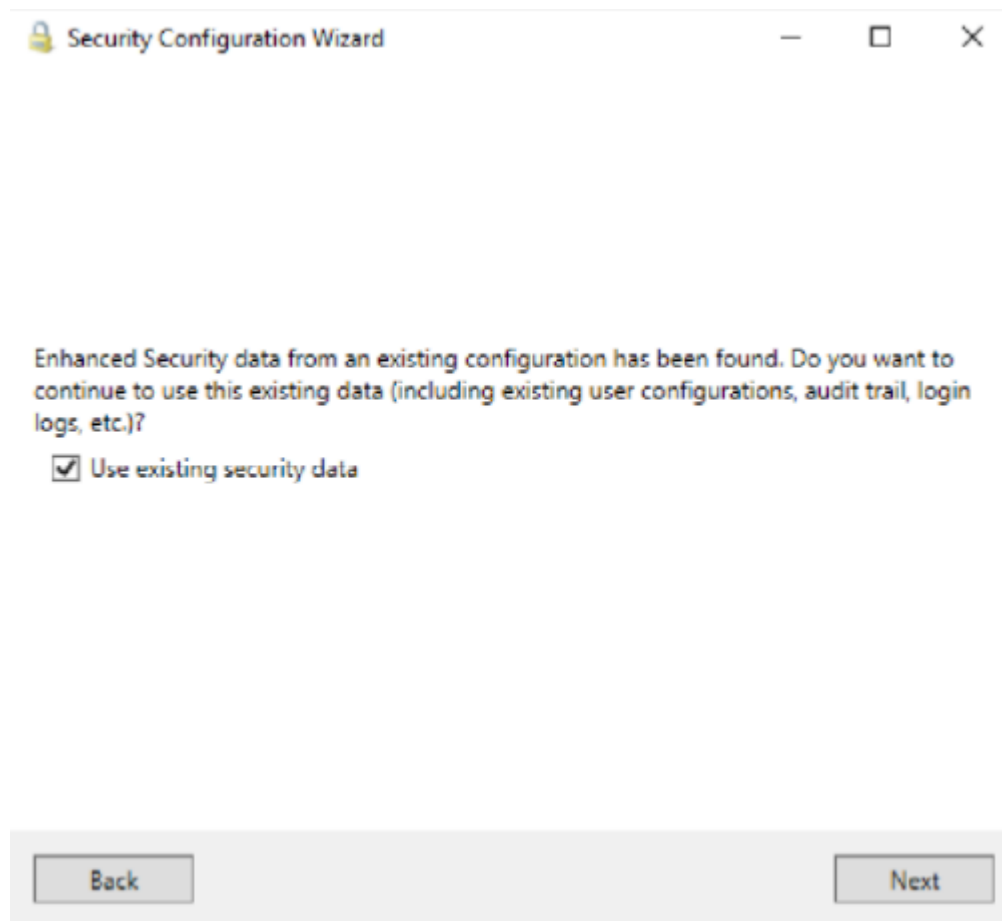 Security Configuration Wizard
Enhanced Security data from an existing configuration has been found. Do you want to
continue to use this existing data (including existing user configurations, audit trail, login
logs, etc.)?
Use existing security data
Back
Next